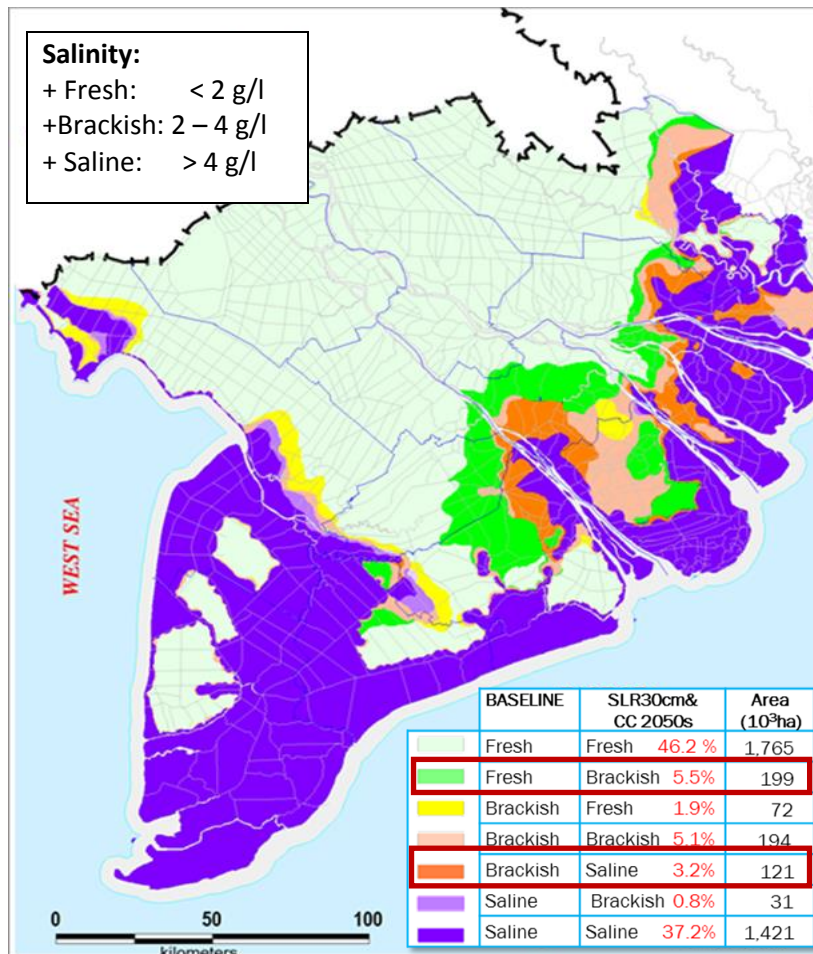 Salinity:
+ Fresh: < 2 g/l
+Brackish: 2 – 4 g/l
+ Saline: > 4 g/l
WEST SEA
BASELINE SLR30cm& CC 2050s Area (10³ha)
Fresh Fresh 46.2 % 1,765
Fresh Brackish 5.5% 199
Brackish Fresh 1.9% 72
Brackish Brackish 5.1% 194
Brackish Saline 3.2% 121
Saline Brackish 0.8% 31
Saline Saline 37.2% 1,421
0 50 100
kilometers